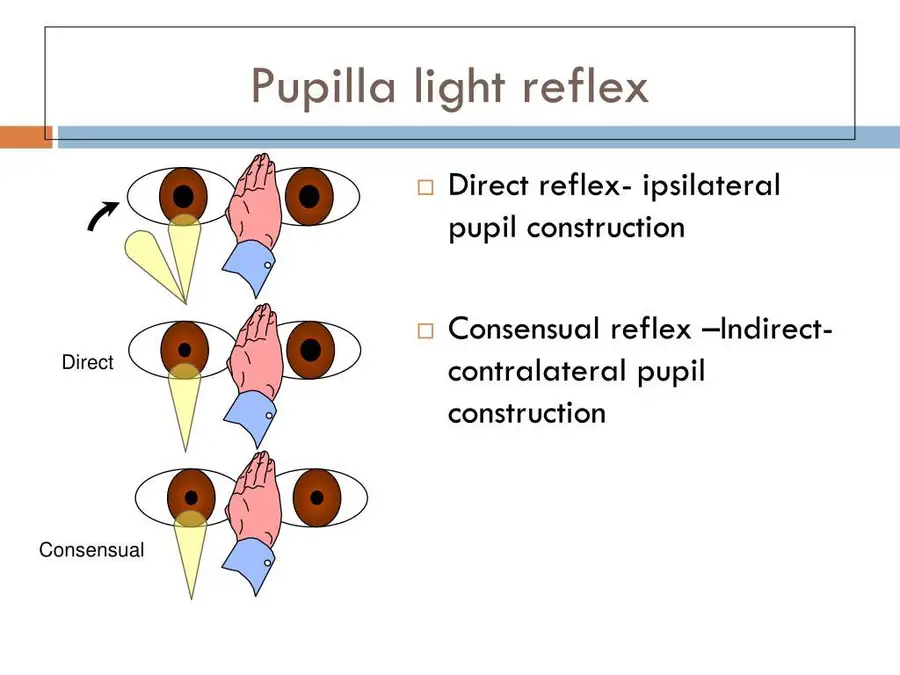 Pupilla light reflex
Direct reflex- ipsilateral
pupil construction
Consensual reflex –Indirect-
contralateral pupil
construction
Direct
Consensual